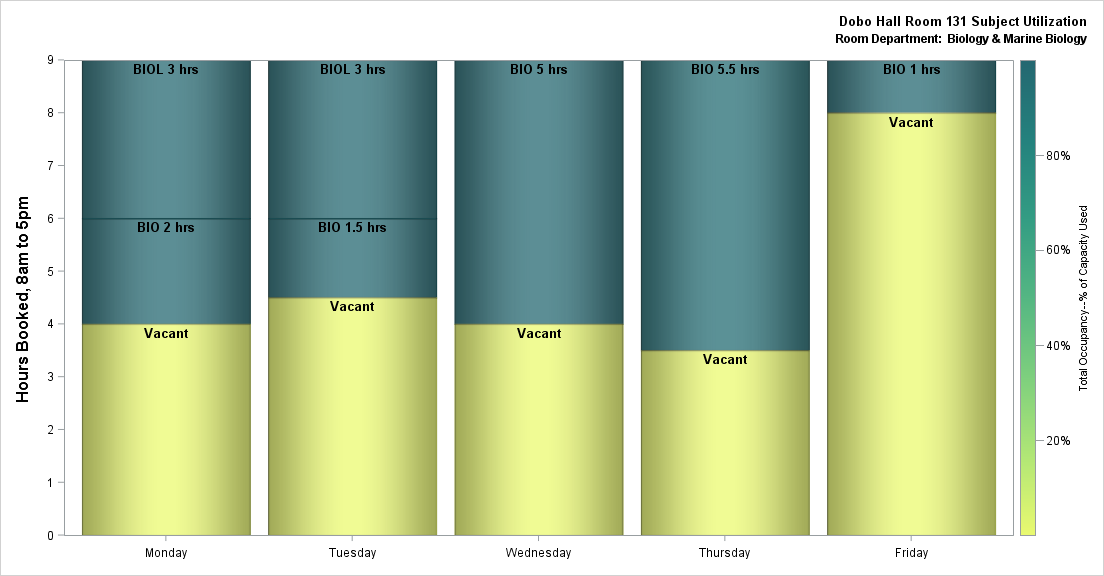 Dobo Hall Room 131 Subject Utilization
Room Department: Biology & Marine Biology
Hours Booked, 8am to 5pm
9
8
7
6
5
4
3
2
1
0
BIOL 3 hrs
BIO 2 hrs
Vacant
BIOL 3 hrs
BIO 1.5 hrs
Vacant
BIO 5 hrs
Vacant
BIO 5.5 hrs
Vacant
BIO 1 hrs
Vacant
Monday
Tuesday
Wednesday
Thursday
Friday
80%
60%
40%
20%
Total Occupancy--% of Capacity Used